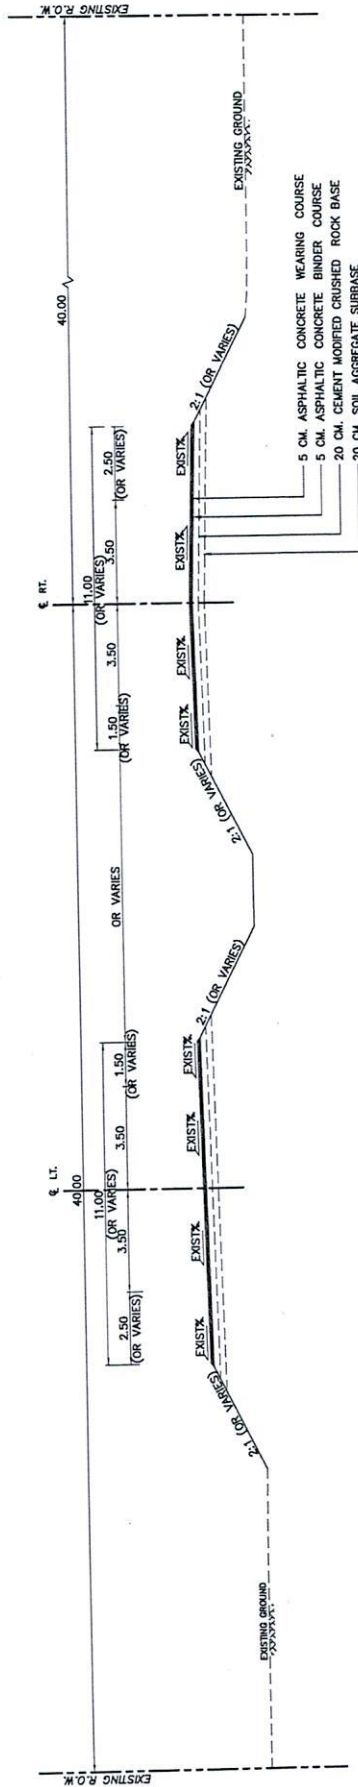 EXISTING R.O.W.
EXISTING R.O.W.
40.00
40.00
℄ LT.
℄ RT.
11.00
(OR VARIES)
11.00
(OR VARIES)
2.50
(OR VARIES)
3.50
3.50
1.50
(OR VARIES)
OR VARIES
1.50
(OR VARIES)
3.50
3.50
2.50
(OR VARIES)
EXIST%
EXIST%
EXIST%
EXIST%
EXIST%
EXIST%
EXIST%
EXIST%
2:1 (OR VARIES)
2:1 (OR VARIES)
2:1 (OR VARIES)
2:1 (OR VARIES)
EXISTING GROUND
EXISTING GROUND
5 CM. ASPHALTIC CONCRETE WEARING COURSE
5 CM. ASPHALTIC CONCRETE BINDER COURSE
20 CM. CEMENT MODIFIED CRUSHED ROCK BASE
20 CM. SOIL AGGREGATE SUBBASE